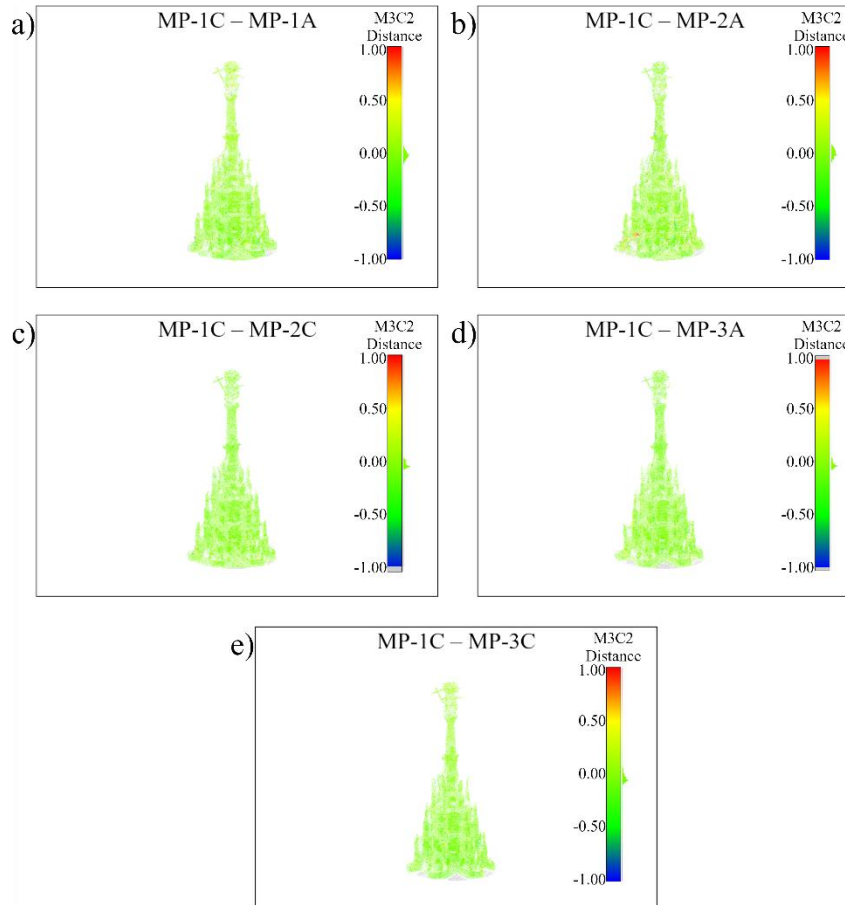 a)
MP-1C – MP-1A
M3C2
Distance
1.00
0.50
0.00
-0.50
-1.00
b)
MP-1C – MP-2A
M3C2
Distance
1.00
0.50
0.00
-0.50
-1.00
c)
MP-1C – MP-2C
M3C2
Distance
1.00
0.50
0.00
-0.50
-1.00
d)
MP-1C – MP-3A
M3C2
Distance
1.00
0.50
0.00
-0.50
-1.00
e)
MP-1C – MP-3C
M3C2
Distance
1.00
0.50
0.00
-0.50
-1.00